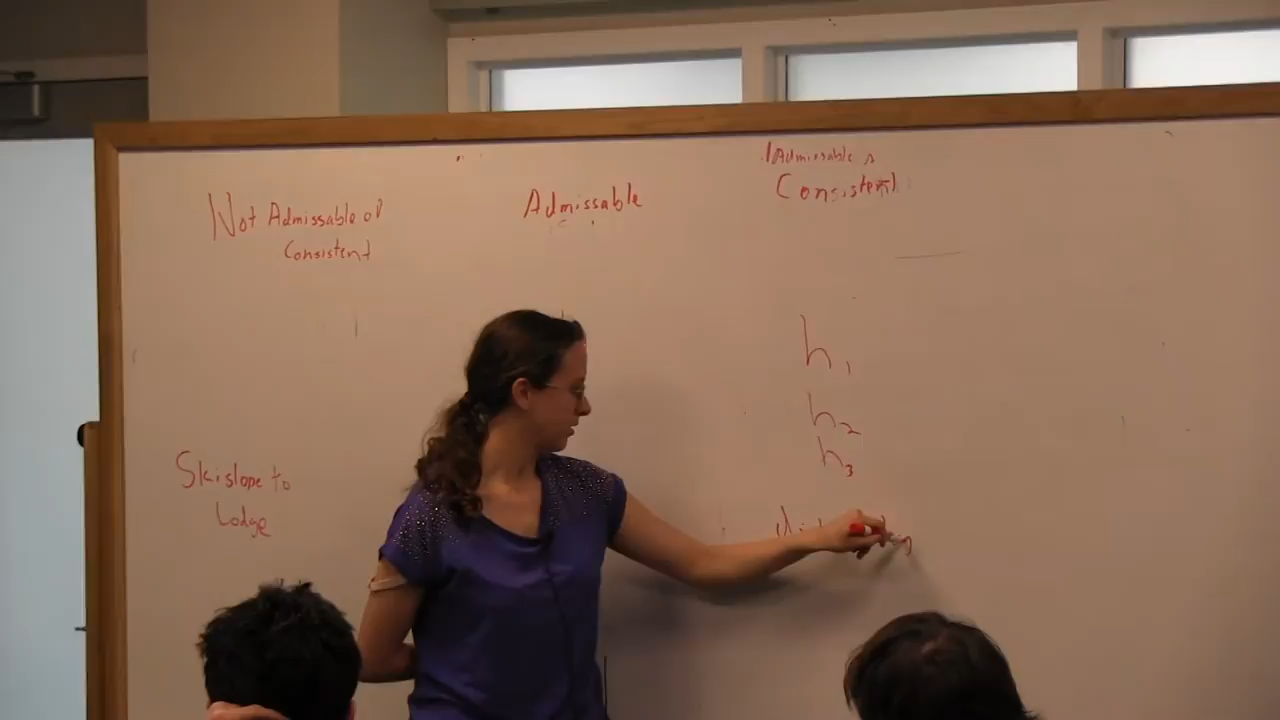 Not Admissable or
Consistent
Admissable
Admissable &
Consistent
h1
h2
h3
Ski slope to
Lodge